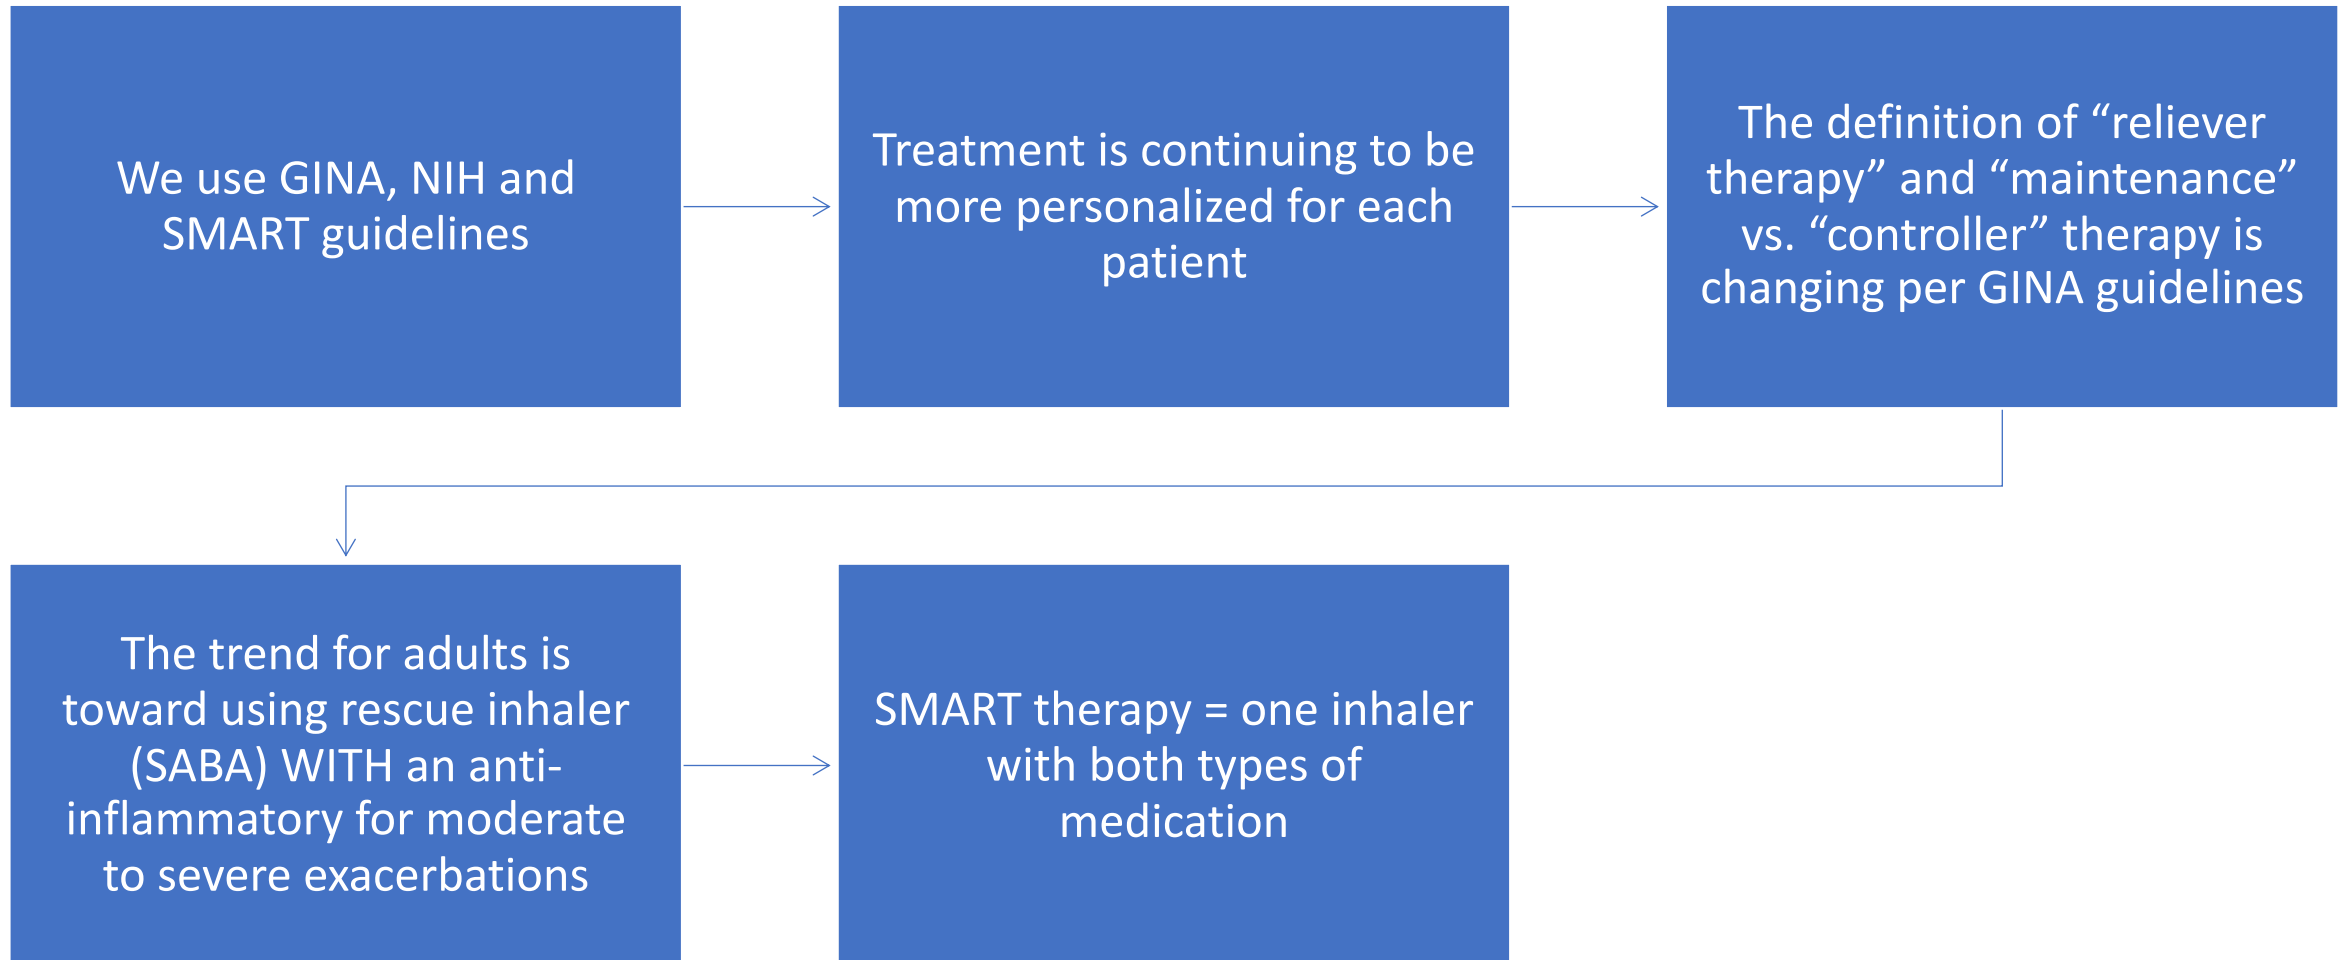 We use GINA, NIH and
SMART guidelines
Treatment is continuing to be
more personalized for each
patient
The definition of “reliever
therapy” and “maintenance”
vs. “controller” therapy is
changing per GINA guidelines
The trend for adults is
toward using rescue inhaler
(SABA) WITH an anti-
inflammatory for moderate
to severe exacerbations
SMART therapy = one inhaler
with both types of
medication